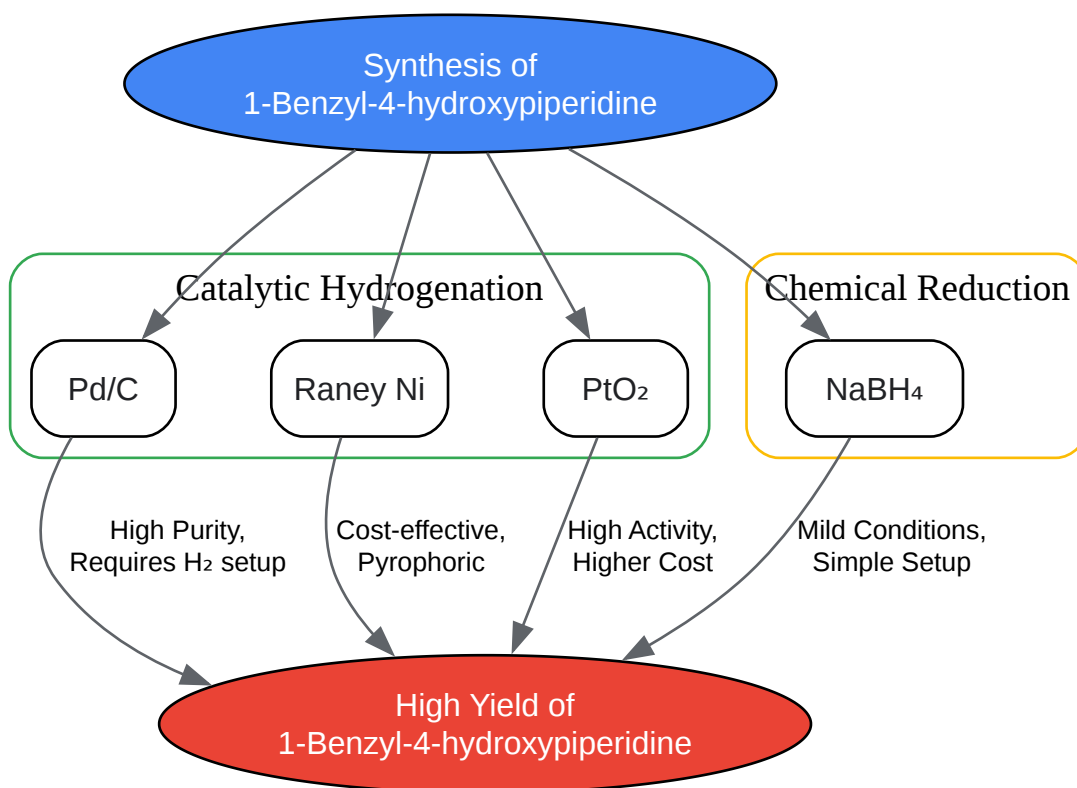 Synthesis of
1-Benzyl-4-hydroxypiperidine
Catalytic Hydrogenation
Chemical Reduction
Pd/C
Raney Ni
PtO₂
NaBH₄
High Purity,
Requires H₂ setup
Cost-effective,
Pyrophoric
High Activity,
Higher Cost
Mild Conditions,
Simple Setup
High Yield of
1-Benzyl-4-hydroxypiperidine